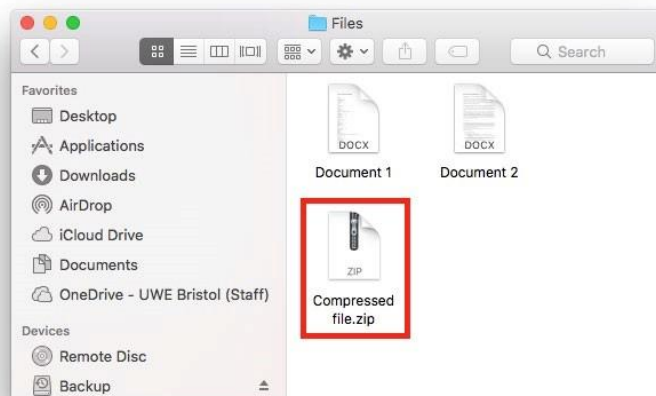 Files
Search
Favorites
Desktop
Applications
Downloads
AirDrop
iCloud Drive
Documents
OneDrive - UWE Bristol (Staff)
Devices
Remote Disc
Backup
DOCX
DOCX
Document 1
Document 2
ZIP
Compressed
file.zip